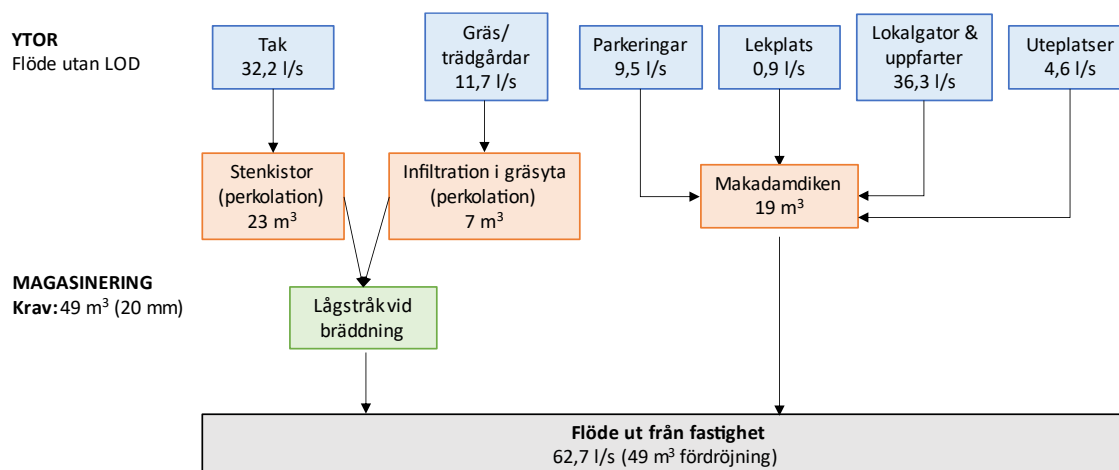 YTOR
Flöde utan LOD
Tak
32,2 l/s
Gräs/
trädgårdar
11,7 l/s
Parkeringar
9,5 l/s
Lekplats
0,9 l/s
Lokalgator &
uppfarter
36,3 l/s
Uteplatser
4,6 l/s
Stenkistor
(perkolation)
23 m³
Infiltration i gräsyta
(perkolation)
7 m³
Makadamdiken
19 m³
MAGASINERING
Krav: 49 m³ (20 mm)
Lågstråk vid
bräddning
Flöde ut från fastighet
62,7 l/s (49 m³ fördröjning)